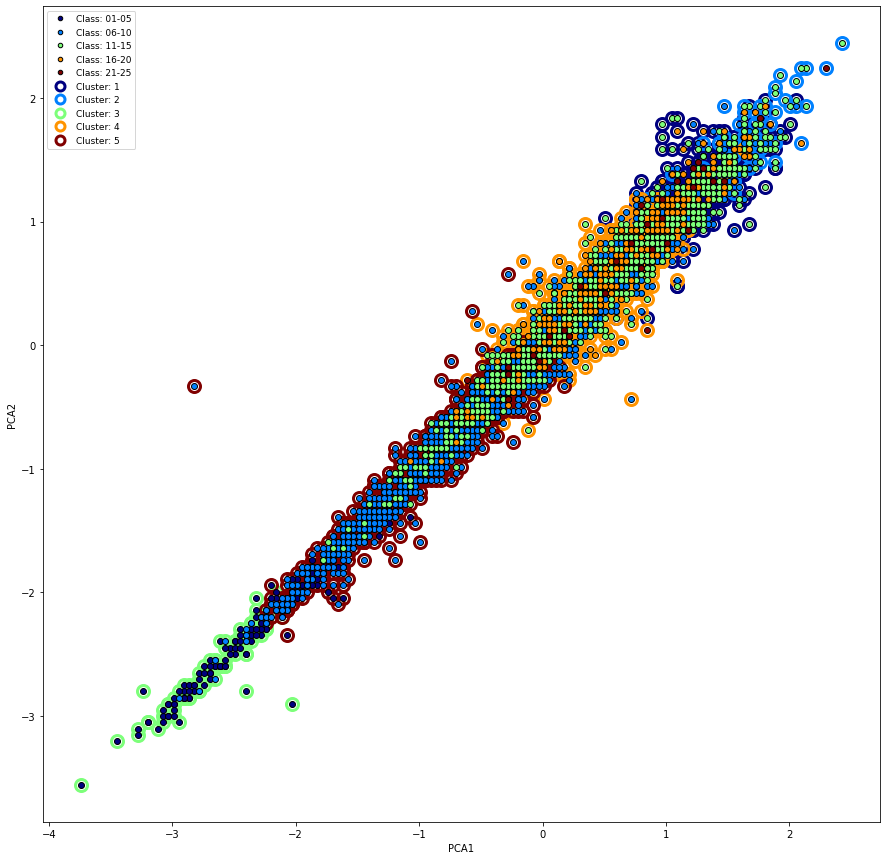 Class: 01-05
Class: 06-10
Class: 11-15
Class: 16-20
Class: 21-25
Cluster: 1
Cluster: 2
Cluster: 3
Cluster: 4
Cluster: 5
2
1
0
−1
−2
−3
PCA2
−4 −3 −2 −1 0 1 2
PCA1